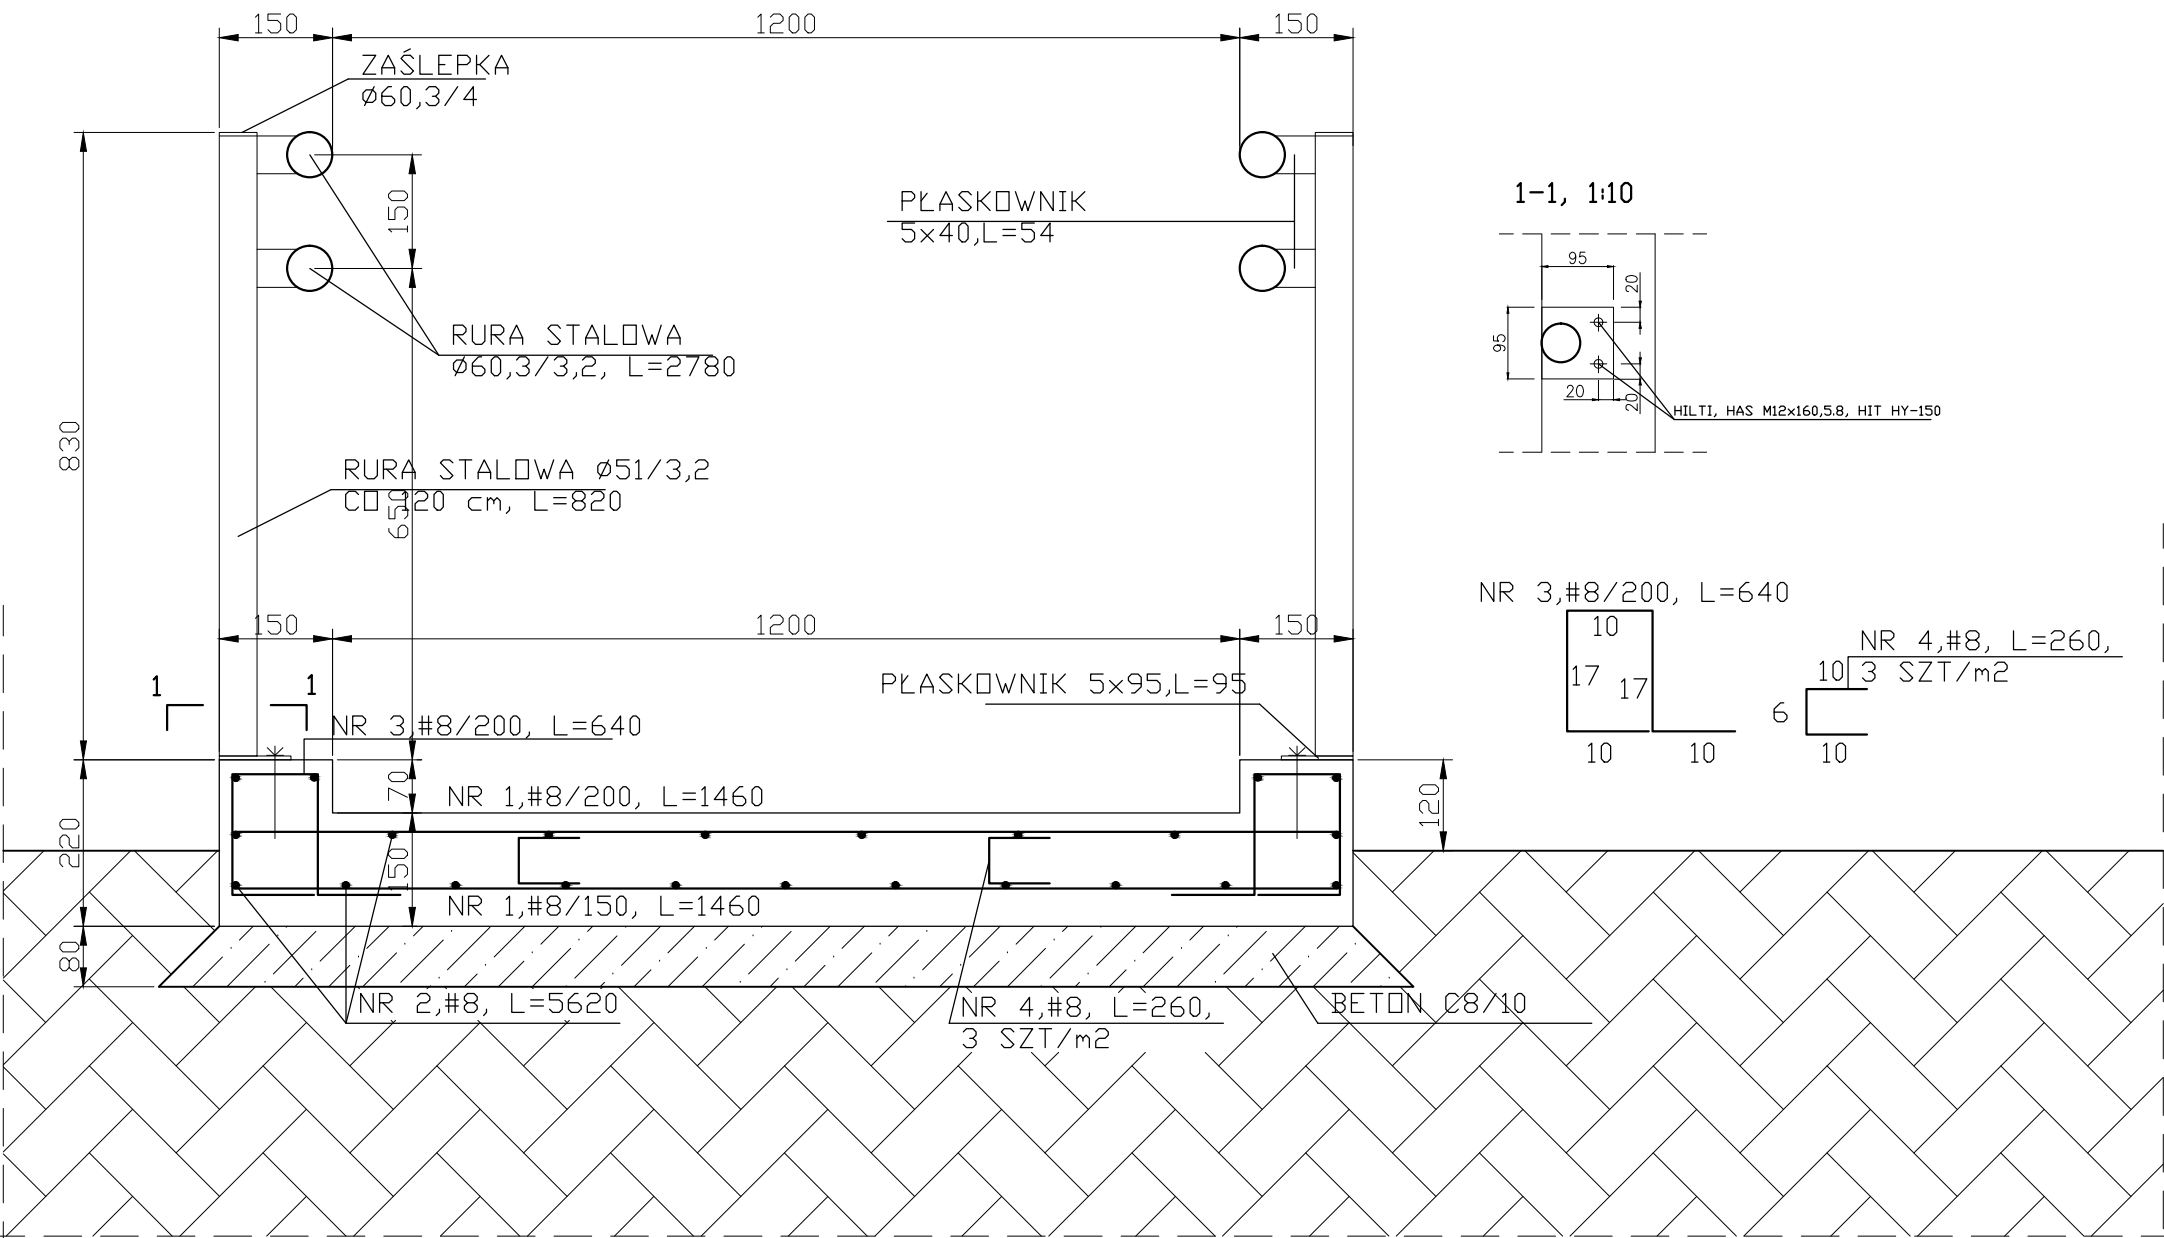 150
1200
150
ZAŚLEPKA
Ø60,3/4
150
PŁASKOWNIK
5x40,L=54
1-1, 1:10
95
20
95
20
20
HILTI, HAS M12x160,5.8, HIT HY-150
RURA STALOWA
Ø60,3/3,2, L=2780
830
RURA STALOWA Ø51/3,2
CO 120 cm, L=820
650
150
1200
150
NR 3,#8/200, L=640
10
17
17
10
10
NR 4,#8, L=260,
3 SZT/m2
10
6
10
1
1
PŁASKOWNIK 5x95,L=95
NR 3,#8/200, L=640
70
NR 1,#8/200, L=1460
120
220
150
NR 1,#8/150, L=1460
80
NR 2,#8, L=5620
NR 4,#8, L=260,
3 SZT/m2
BETON C8/10